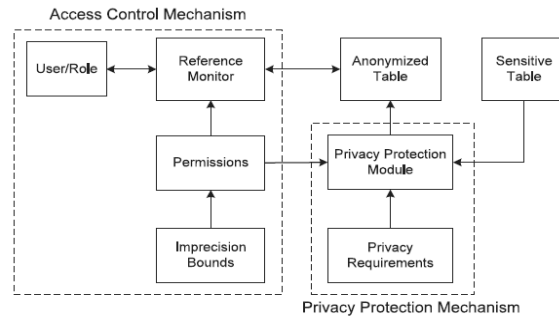 Access Control Mechanism
User/Role
Reference
Monitor
Anonymized
Table
Sensitive
Table
Permissions
Privacy Protection
Module
Imprecision
Bounds
Privacy
Requirements
Privacy Protection Mechanism